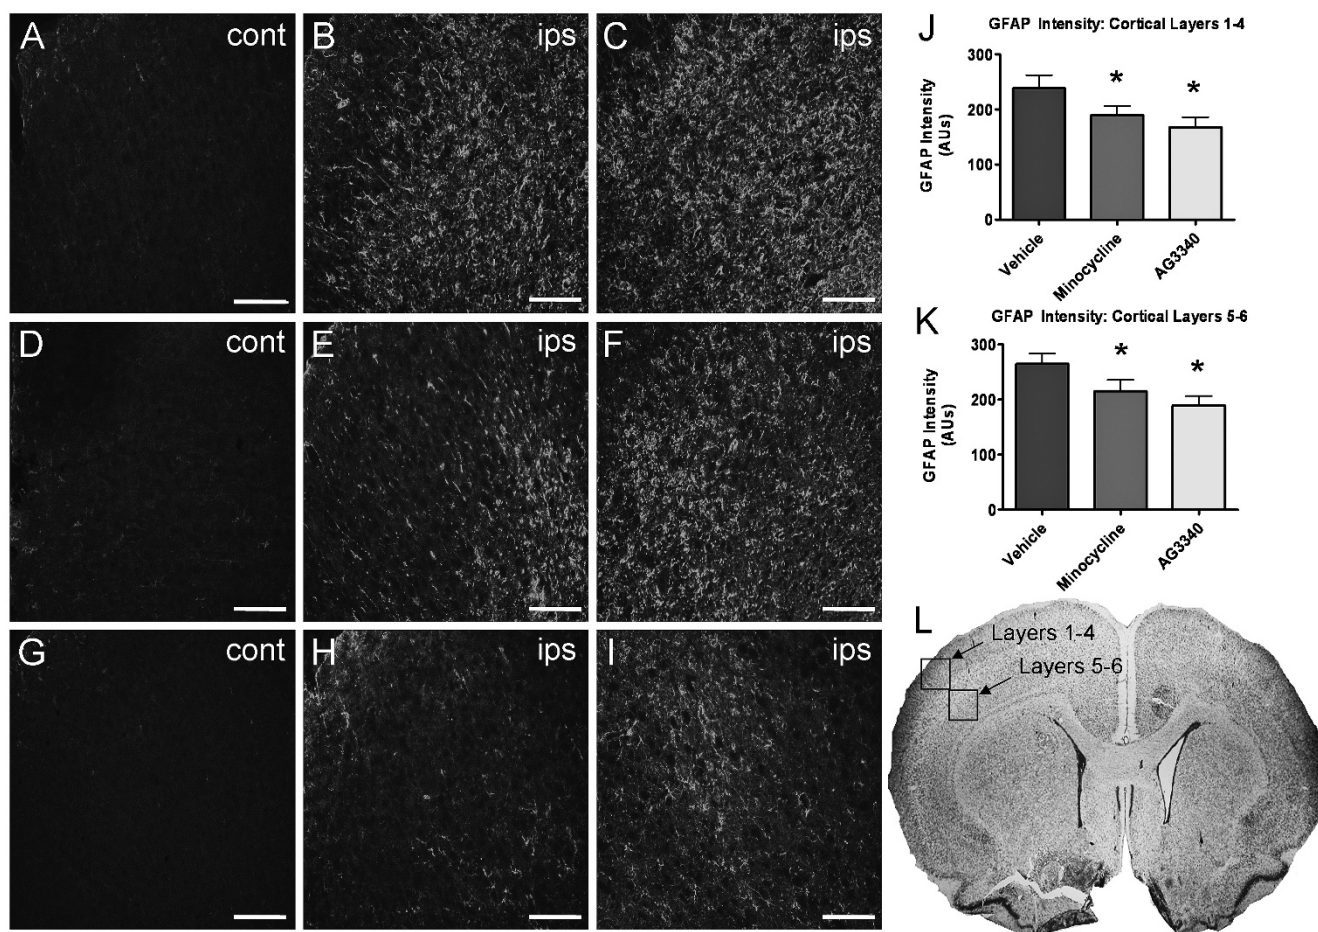 A cont
B ips
C ips
D cont
E ips
F ips
G cont
H ips
I ips
J GFAP Intensity: Cortical Layers 1-4
GFAP Intensity
(AUs)
300
200
100
0
Vehicle
Minocycline
AG3340
*
*
K GFAP Intensity: Cortical Layers 5-6
GFAP Intensity
(AUs)
300
200
100
0
Vehicle
Minocycline
AG3340
*
*
L
Layers 1-4
Layers 5-6